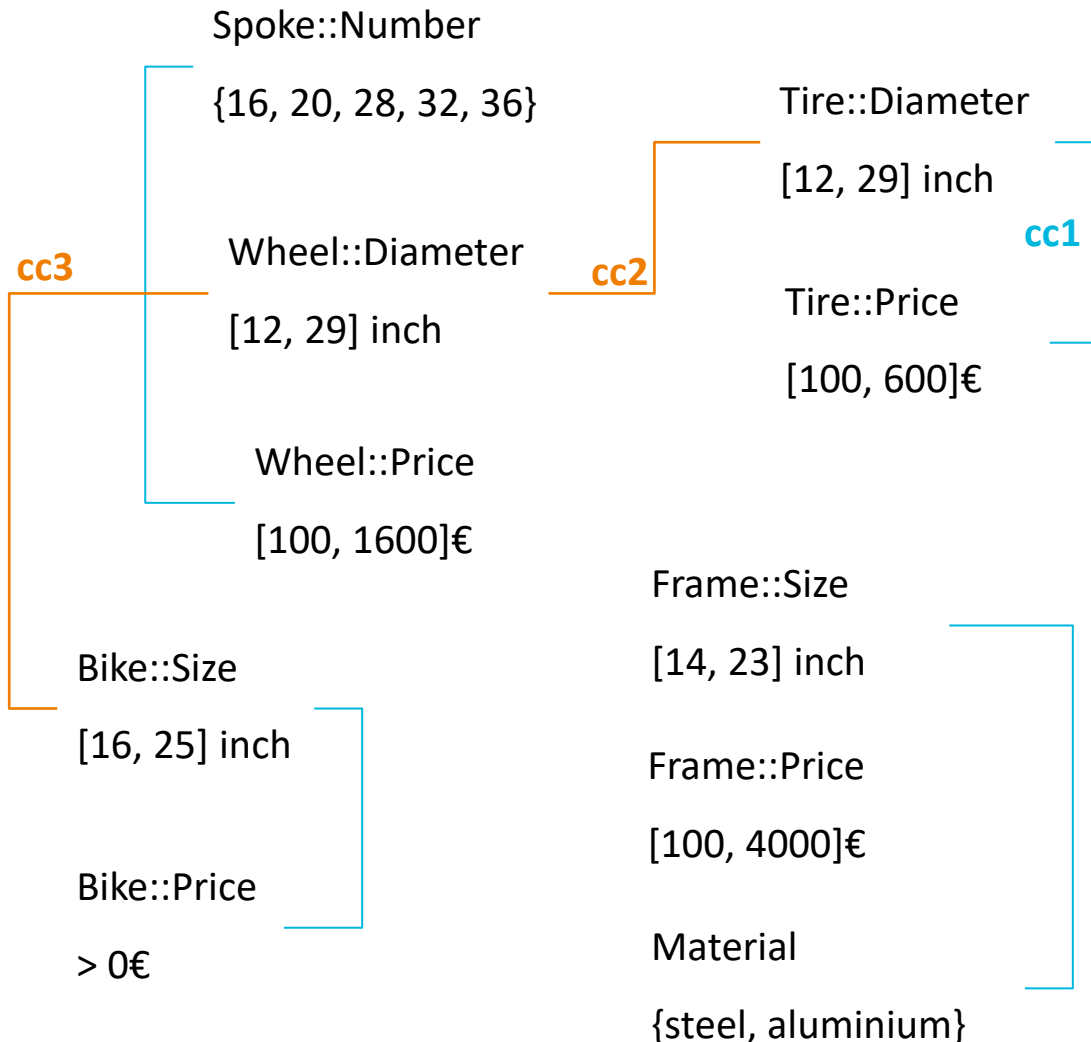 Spoke::Number
{16, 20, 28, 32, 36}
Tire::Diameter
[12, 29] inch
cc1
Wheel::Diameter
[12, 29] inch
cc3
cc2
Tire::Price
[100, 600]€
Wheel::Price
[100, 1600]€
Frame::Size
[14, 23] inch
Bike::Size
[16, 25] inch
Frame::Price
[100, 4000]€
Bike::Price
> 0€
Material
{steel, aluminium}